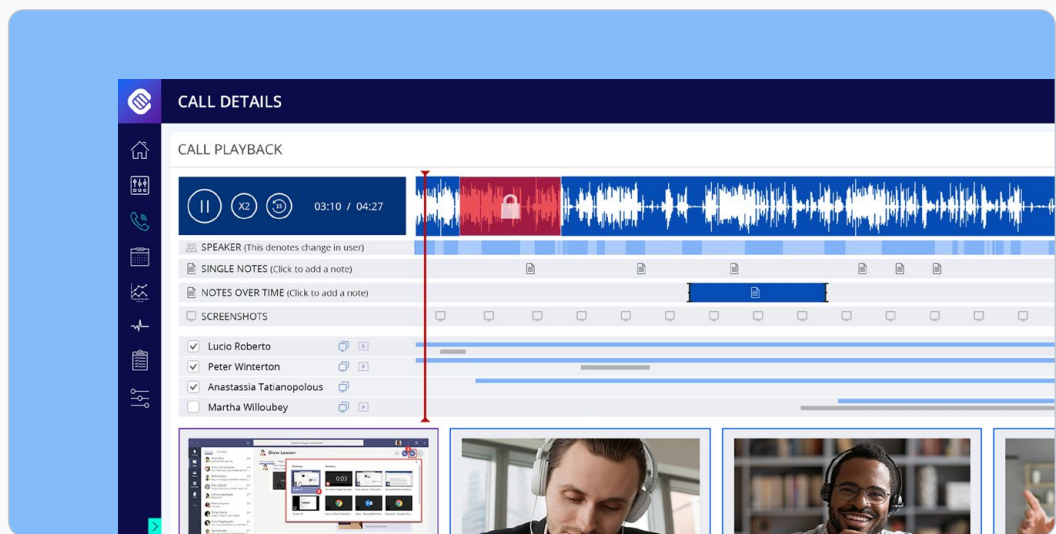 CALL DETAILS
CALL PLAYBACK
X2
15
03:10 / 04:27
SPEAKER (This denotes change in user)
SINGLE NOTES (Click to add a note)
NOTES OVER TIME (Click to add a note)
SCREENSHOTS
Lucio Roberto
Peter Winterton
Anastassia Tatianopolous
Martha Willoubey
0:03